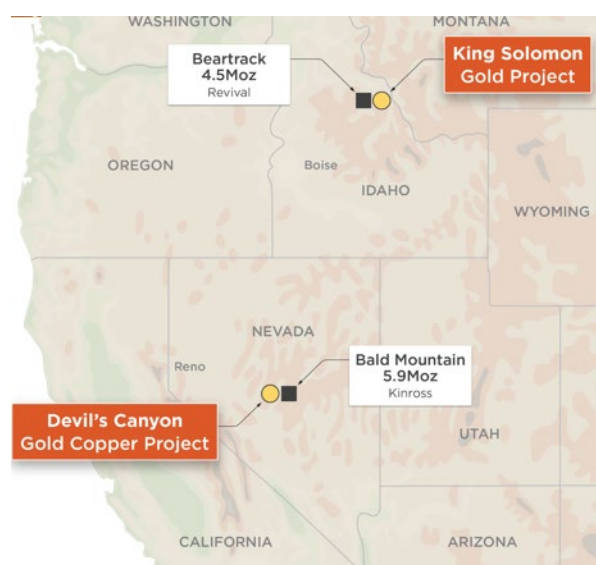 WASHINGTON
MONTANA
Beartrack
4.5Moz
Revival
King Solomon
Gold Project
OREGON
Boise
IDAHO
WYOMING
NEVADA
Reno
Bald Mountain
5.9Moz
Kinross
Devil's Canyon
Gold Copper Project
UTAH
CALIFORNIA
ARIZONA